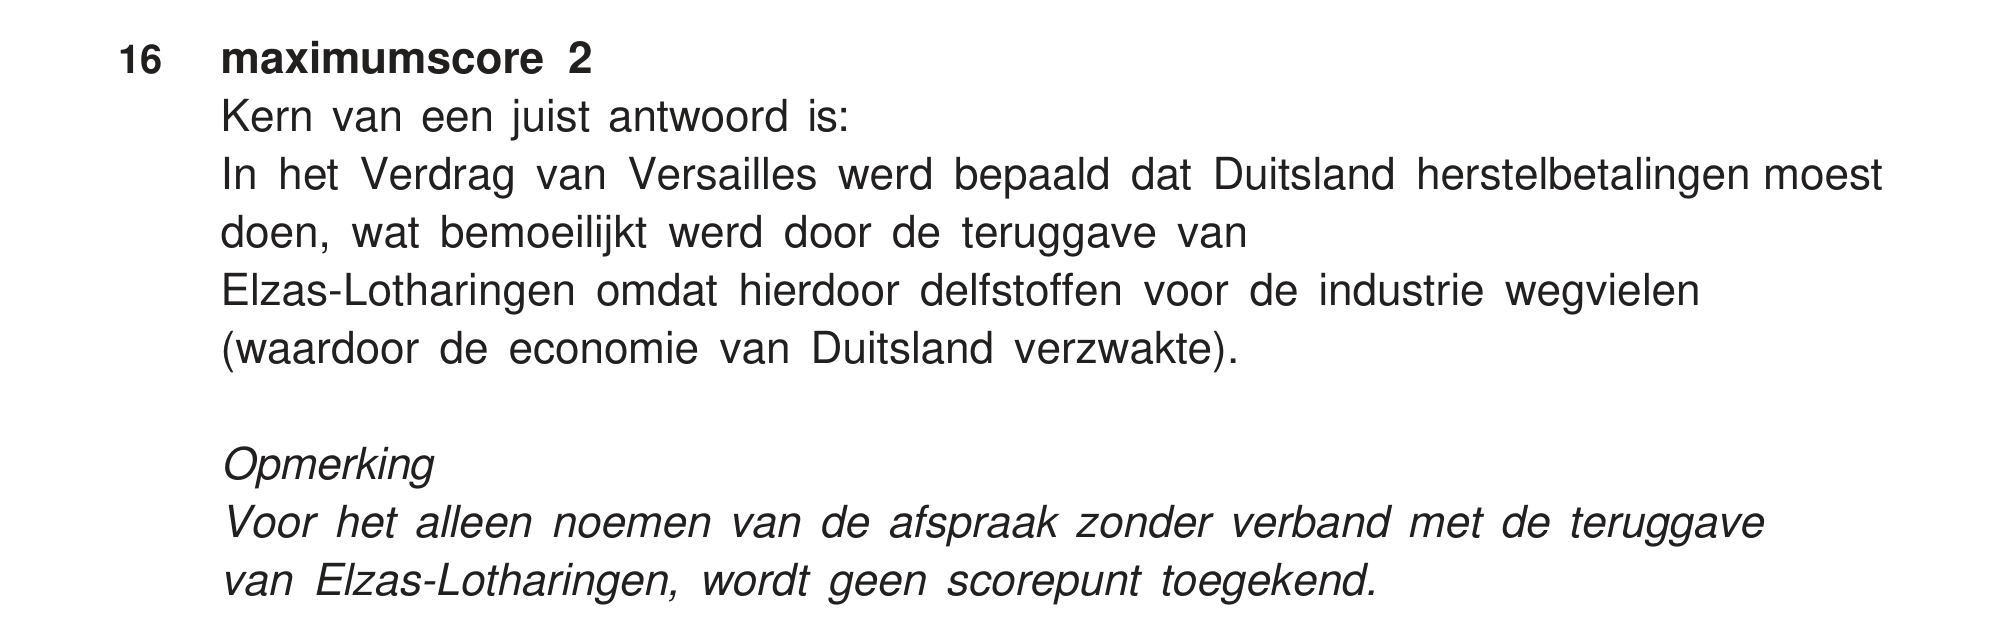 16 maximumscore 2
Kern van een juist antwoord is:
In het Verdrag van Versailles werd bepaald dat Duitsland herstelbetalingen moest
doen, wat bemoeilijkt werd door de teruggave van
Elzas-Lotharingen omdat hierdoor delfstoffen voor de industrie wegvielen
(waardoor de economie van Duitsland verzwakte).
Opmerking
Voor het alleen noemen van de afspraak zonder verband met de teruggave
van Elzas-Lotharingen, wordt geen scorepunt toegekend.